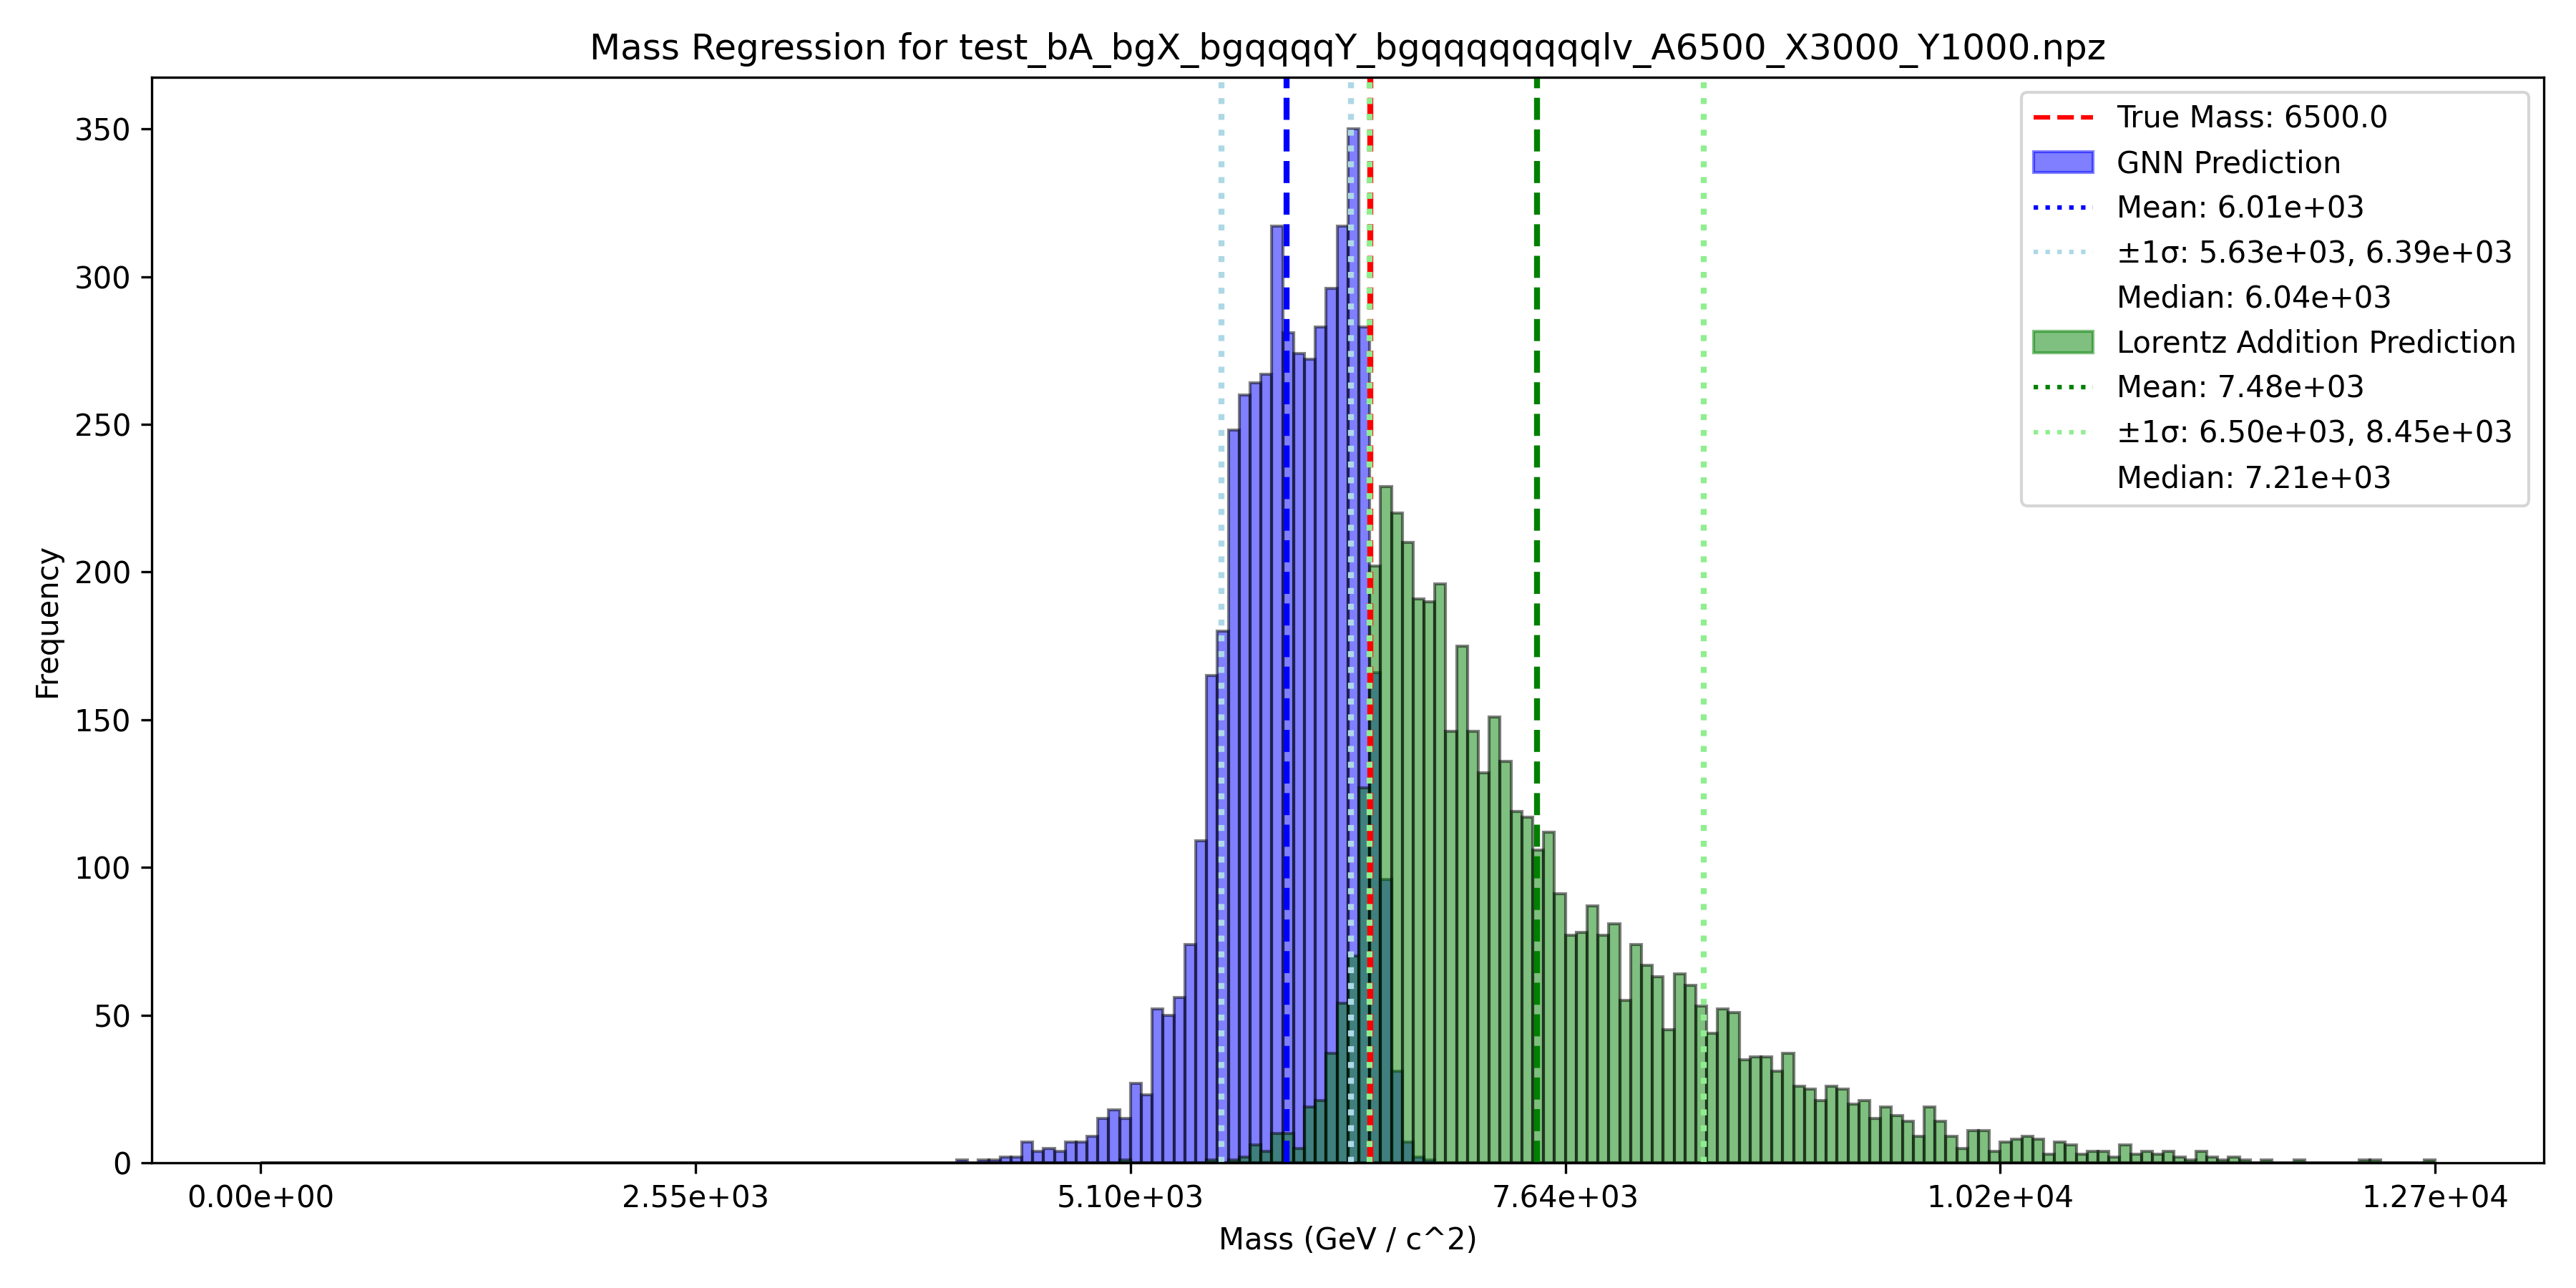 Mass Regression for test_bA_bgX_bgqqqqY_bgqqqqqqqqlv_A6500_X3000_Y1000.npz
True Mass: 6500.0
GNN Prediction
Mean: 6.01e+03
±1σ: 5.63e+03, 6.39e+03
Median: 6.04e+03
Lorentz Addition Prediction
Mean: 7.48e+03
±1σ: 6.50e+03, 8.45e+03
Median: 7.21e+03
Frequency
350
300
250
200
150
100
50
0
0.00e+00 2.55e+03 5.10e+03 7.64e+03 1.02e+04 1.27e+04
Mass (GeV / c^2)